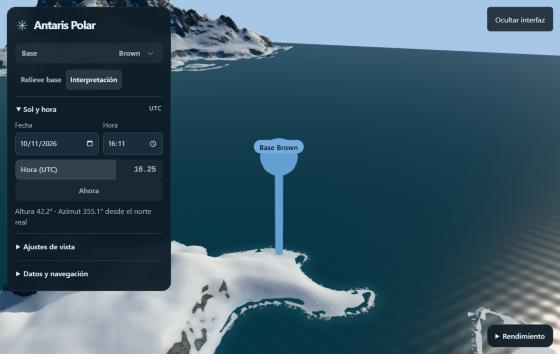 Antaris Polar
Ocultar interfaz
Base Brown
Relieve base Interpretación
▼ Sol y hora UTC
Fecha Hora
10/11/2026 16:11
Hora (UTC) 16.25
Ahora
Altura 42.2° · Azimut 355.1° desde el norte
real
▶ Ajustes de vista
▶ Datos y navegación
Base Brown
▶ Rendimiento